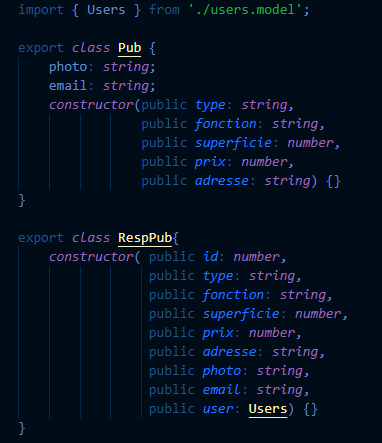 import { Users } from './users.model';
export class Pub {
photo: string;
email: string;
constructor(public type: string,
public fonction: string,
public superficie: number,
public prix: number,
public adresse: string) {}
}
export class RespPub{
constructor( public id: number,
public type: string,
public fonction: string,
public superficie: number,
public prix: number,
public adresse: string,
public photo: string,
public email: string,
public user: Users) {}
}